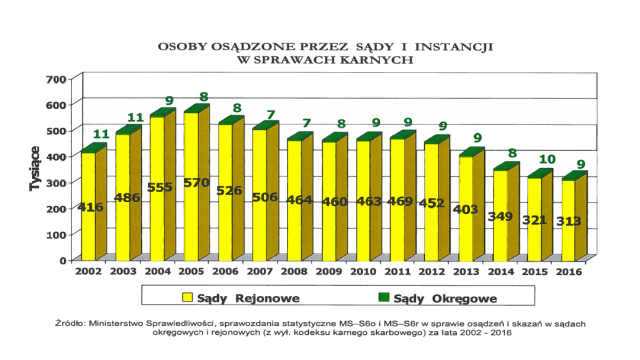 OSOBY OSĄDZONE PRZEZ SĄDY I INSTANCJI
W SPRAWACH KARNYCH
Tysiące
700
600
500
400
300
200
100
0
11 11 9 8 8 7 7 8 9 9 9 9 8 10 9
416 486 555 570 526 506 464 460 463 469 452 403 349 321 313
2002 2003 2004 2005 2006 2007 2008 2009 2010 2011 2012 2013 2014 2015 2016
Sądy Rejonowe Sądy Okręgowe
Źródło: Ministerstwo Sprawiedliwości, sprawozdania statystyczne MS–S6o i MS–S6r w sprawie osądzeń i skazań w sądach
okręgowych i rejonowych (z wył. kodeksu karnego skarbowego) za lata 2002 - 2016